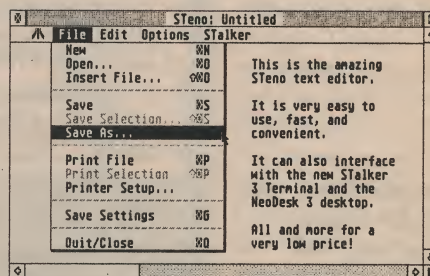 STeno: Untitled
File Edit Options STalker
New ⌘N
Open... ⌘O
Insert File... ⇧⌘O
Save ⌘S
Save Selection... ⇧⌘S
Save As...
Print File ⌘P
Print Selection ⇧⌘P
Printer Setup...
Save Settings ⌘G
Quit/Close ⌘Q
This is the amazing
STeno text editor.
It is very easy to
use, fast, and
convenient.
It can also interface
with the new STalker
3 Terminal and the
NeoDesk 3 desktop.
All and more for a
very low price!